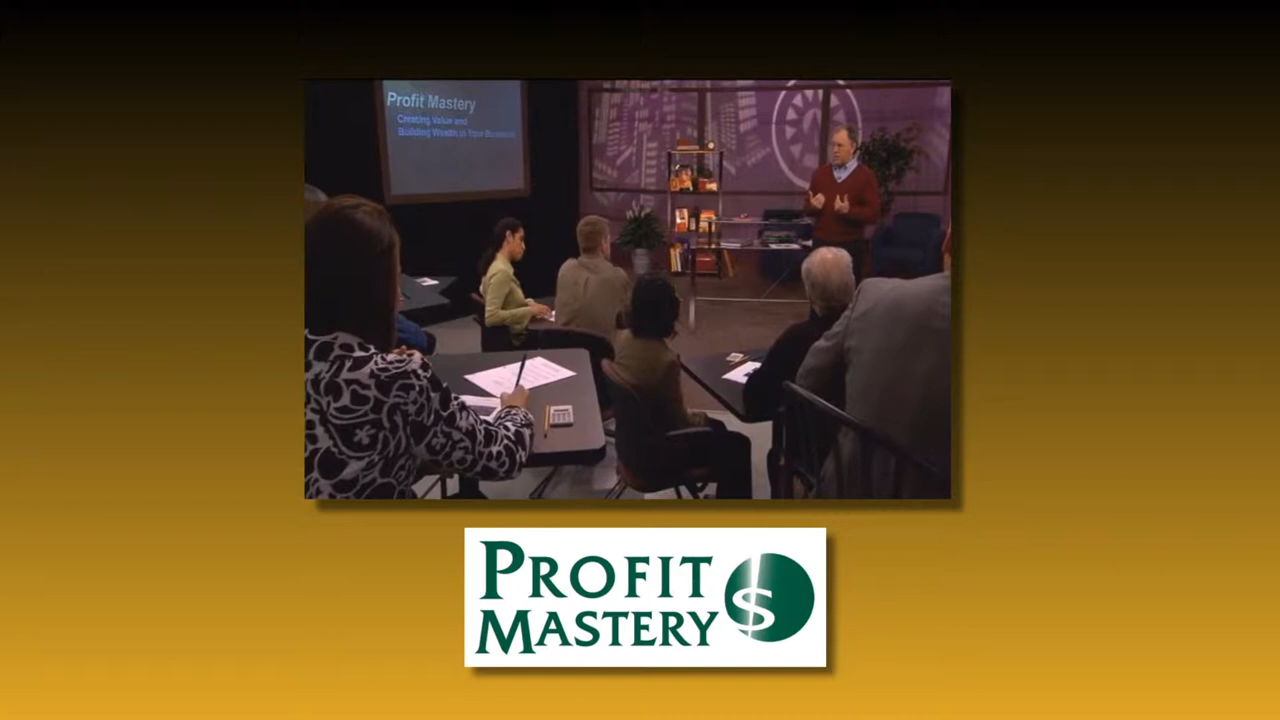 Profit Mastery
Creating Value and
Building Wealth in Your Business
PROFIT
MASTERY
$